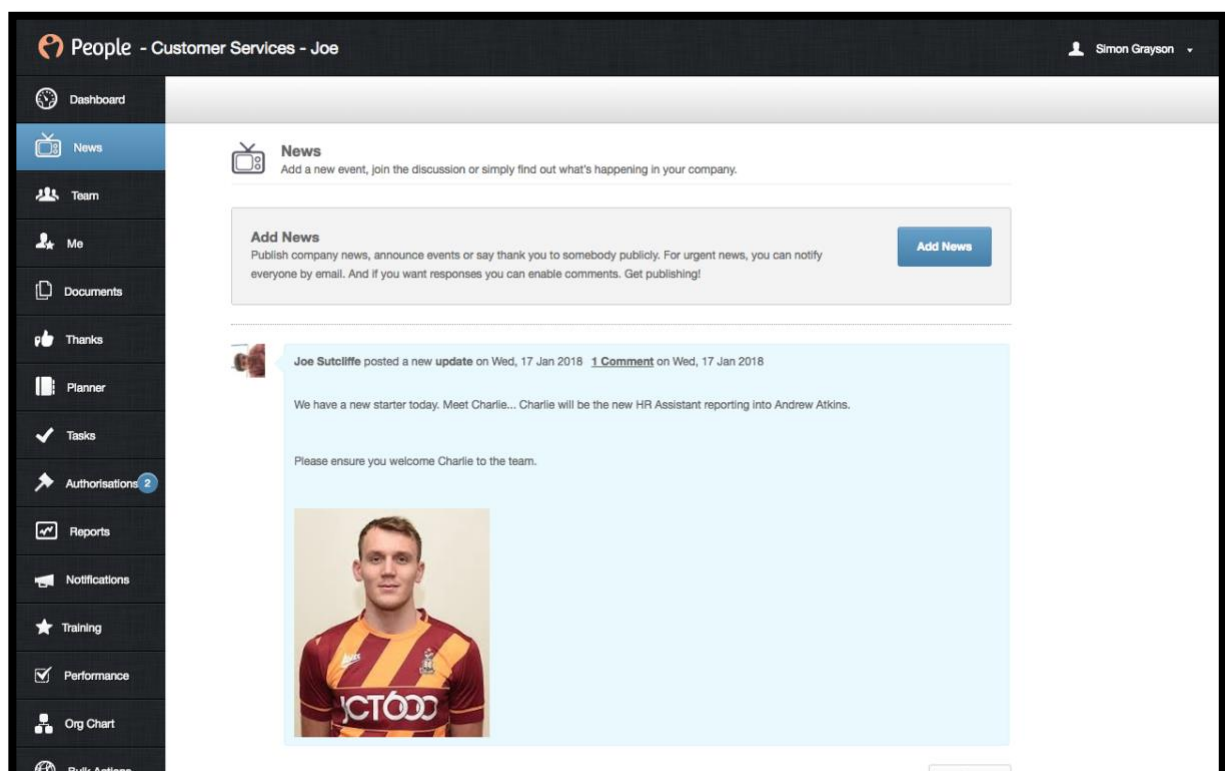 People - Customer Services - Joe
Simon Grayson
Dashboard
News
Team
Me
Documents
Thanks
Planner
Tasks
Authorisations 2
Reports
Notifications
Training
Performance
Org Chart
Bulk Actions
News
Add a new event, join the discussion or simply find out what's happening in your company.
Add News
Publish company news, announce events or say thank you to somebody publicly. For urgent news, you can notify
everyone by email. And if you want responses you can enable comments. Get publishing!
Add News
Joe Sutcliffe posted a new update on Wed, 17 Jan 2018 1 Comment on Wed, 17 Jan 2018
We have a new starter today. Meet Charlie... Charlie will be the new HR Assistant reporting into Andrew Atkins.
Please ensure you welcome Charlie to the team.
JCT600